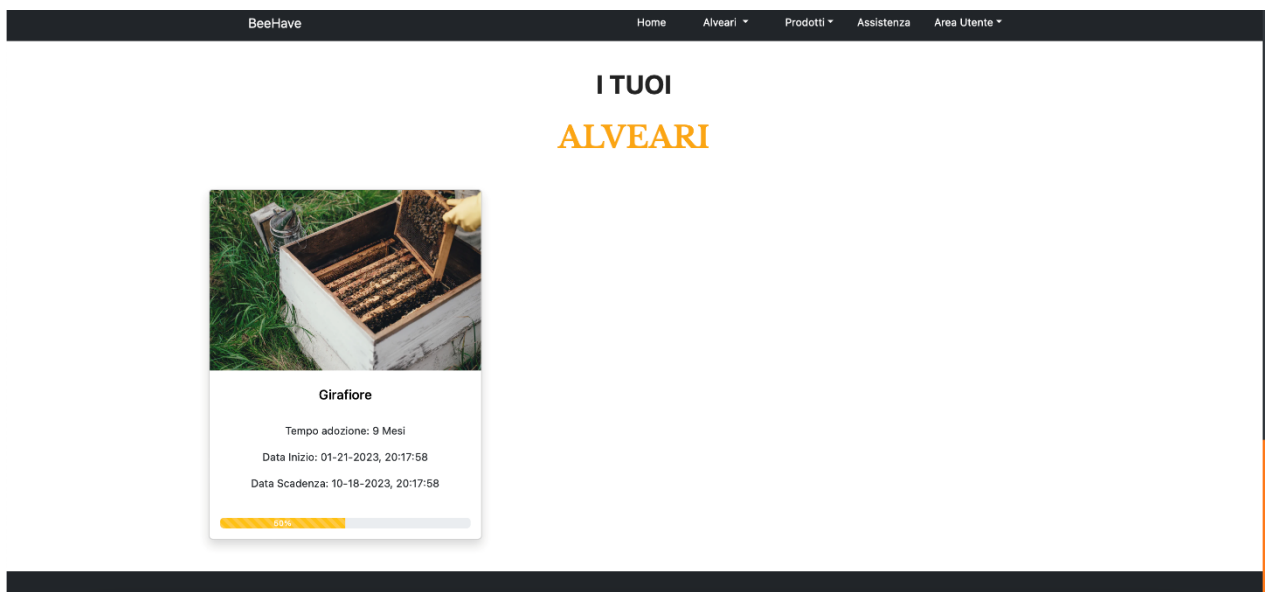 BeeHave Home Alveari Prodotti Assistenza Area Utente
I TUOI
ALVEARI
Girafiore
Tempo adozione: 9 Mesi
Data Inizio: 01-21-2023, 20:17:58
Data Scadenza: 10-18-2023, 20:17:58